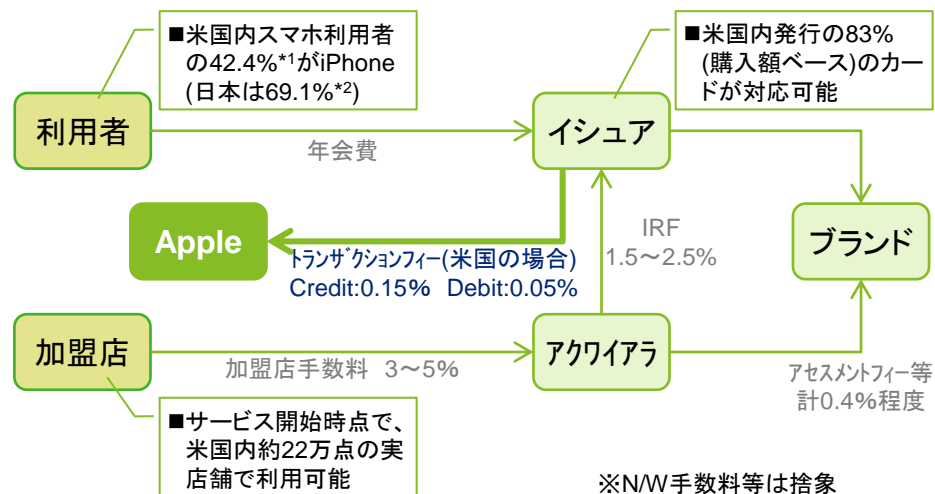 ■米国内スマホ利用者
の42.4%*1がiPhone
(日本は69.1%*2)
■米国内発行の83%
(購入額ベース)のカー
ドが対応可能
利用者
年会費
イシュア
Apple
トランザクションフィー(米国の場合)
Credit:0.15% Debit:0.05%
IRF
1.5～2.5%
ブランド
加盟店
加盟店手数料 3～5%
アクワイアラ
アセスメントフィー等
計0.4%程度
■サービス開始時点で、
米国内約22万点の実
店舗で利用可能
※N/W手数料等は捨象